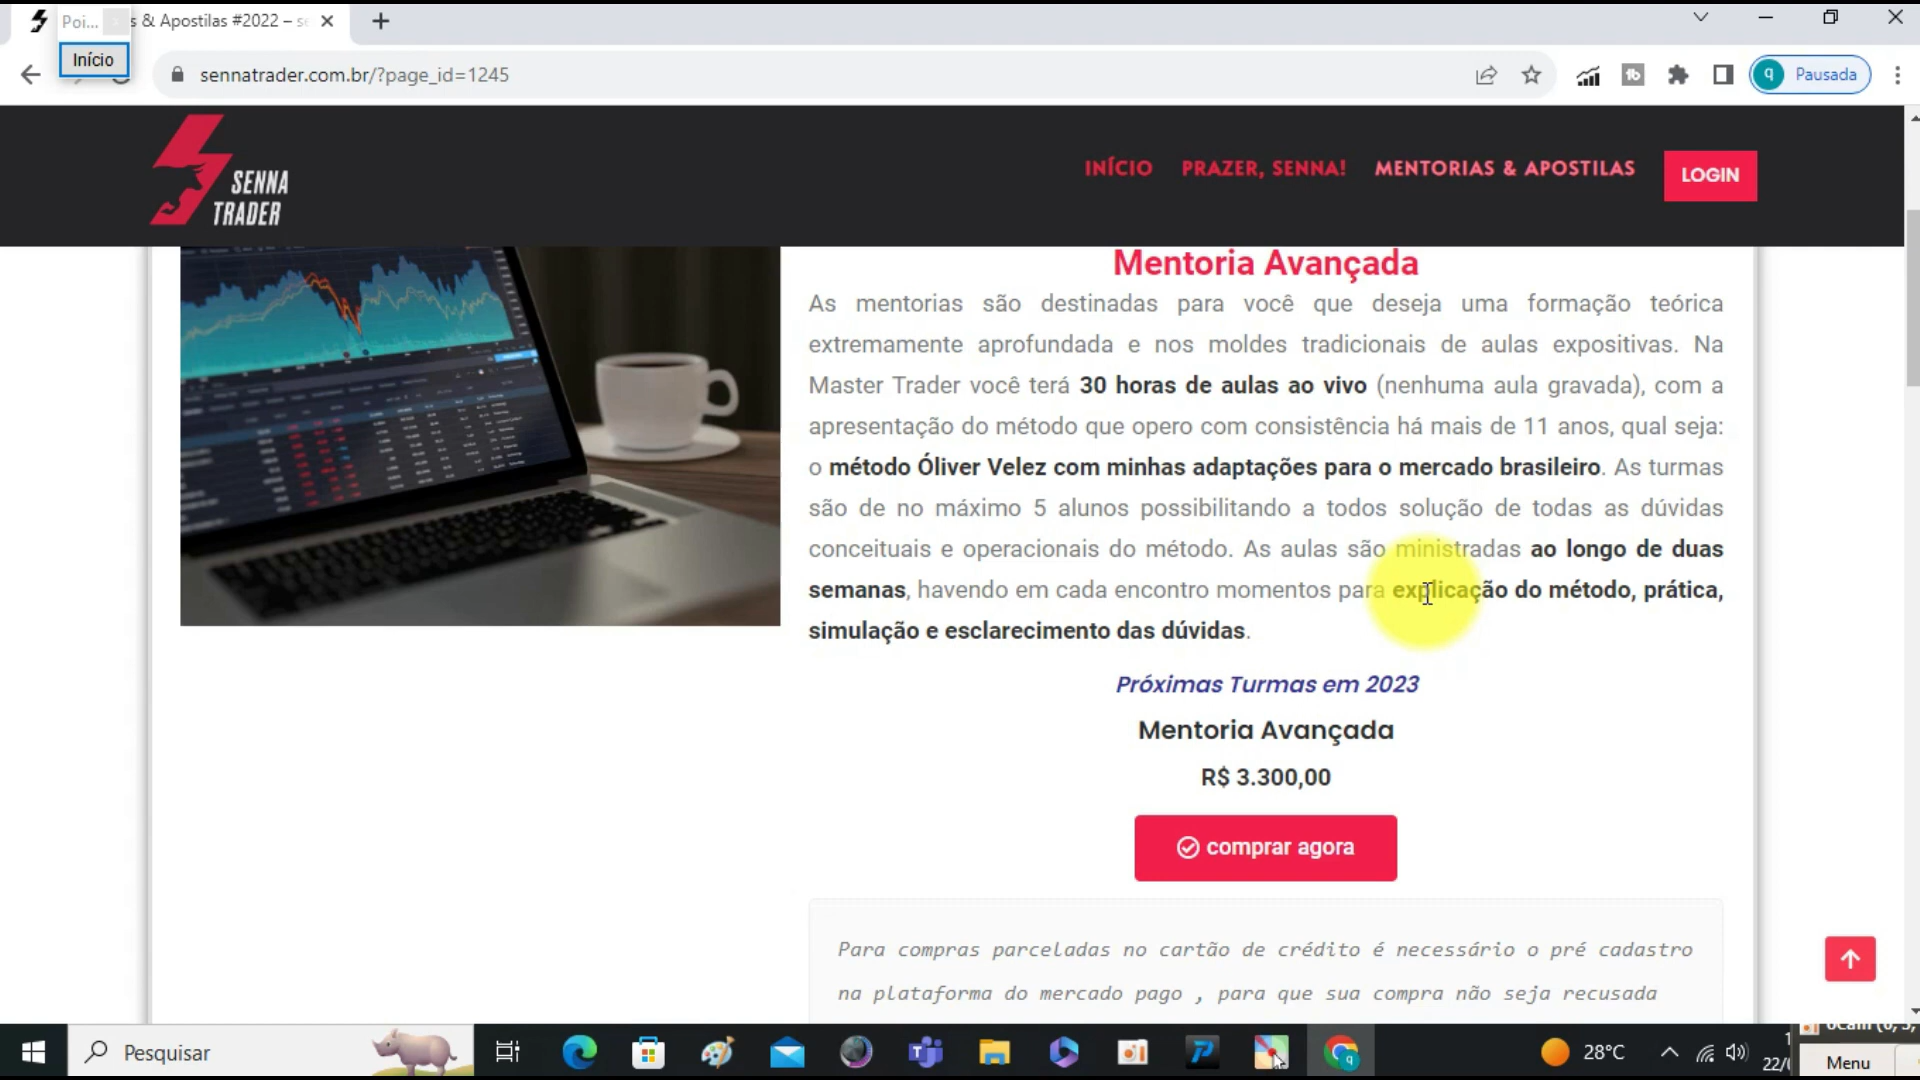 Poi...
s & Apostilas #2022 – s
Início
sennatrader.com.br/?page_id=1245
q Pausada
SENNA
TRADER
INÍCIO PRAZER, SENNA! MENTORIAS & APOSTILAS LOGIN
Mentoria Avançada
As mentorias são destinadas para você que deseja uma formação teórica
extremamente aprofundada e nos moldes tradicionais de aulas expositivas. Na
Master Trader você terá 30 horas de aulas ao vivo (nenhuma aula gravada), com a
apresentação do método que opero com consistência há mais de 11 anos, qual seja:
o método Óliver Velez com minhas adaptações para o mercado brasileiro. As turmas
são de no máximo 5 alunos possibilitando a todos solução de todas as dúvidas
conceituais e operacionais do método. As aulas são ministradas ao longo de duas
semanas, havendo em cada encontro momentos para explicação do método, prática,
simulação e esclarecimento das dúvidas.
Próximas Turmas em 2023
Mentoria Avançada
R$ 3.300,00
comprar agora
Para compras parceladas no cartão de crédito é necessário o pré cadastro
na plataforma do mercado pago , para que sua compra não seja recusada
Pesquisar
28°C
22/
Menu